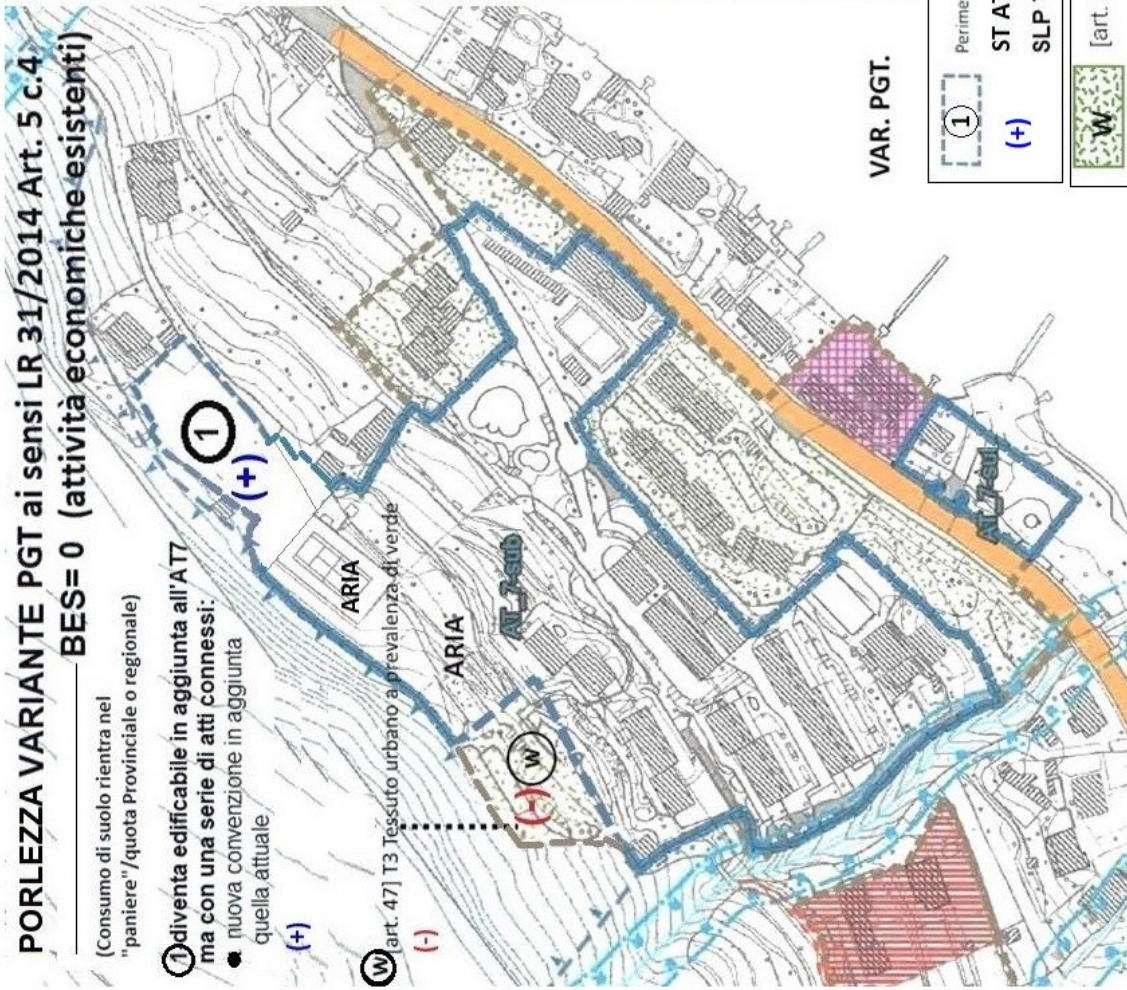 PORLEZZA VARIANTE PGT ai sensi LR 31/2014 Art. 5 c.4.
BES= 0 (attività economiche esistenti)
(Consumo di suolo rientra nel
"paniere"/quota Provinciale o regionale)
1 diventa edificabile in aggiunta all'AT7
ma con una serie di atti connessi:
● nuova convenzione in aggiunta
quella attuale
(+)
W [art. 47] T3 Tessuto urbano a prevalenza di verde
(-)
1
(+)
ARIA
ARIA
AT_7-sub
W
(-)
AT_7-sub
VAR. PGT.
1
Perime
(+)
ST AT
SLP
W
[art.